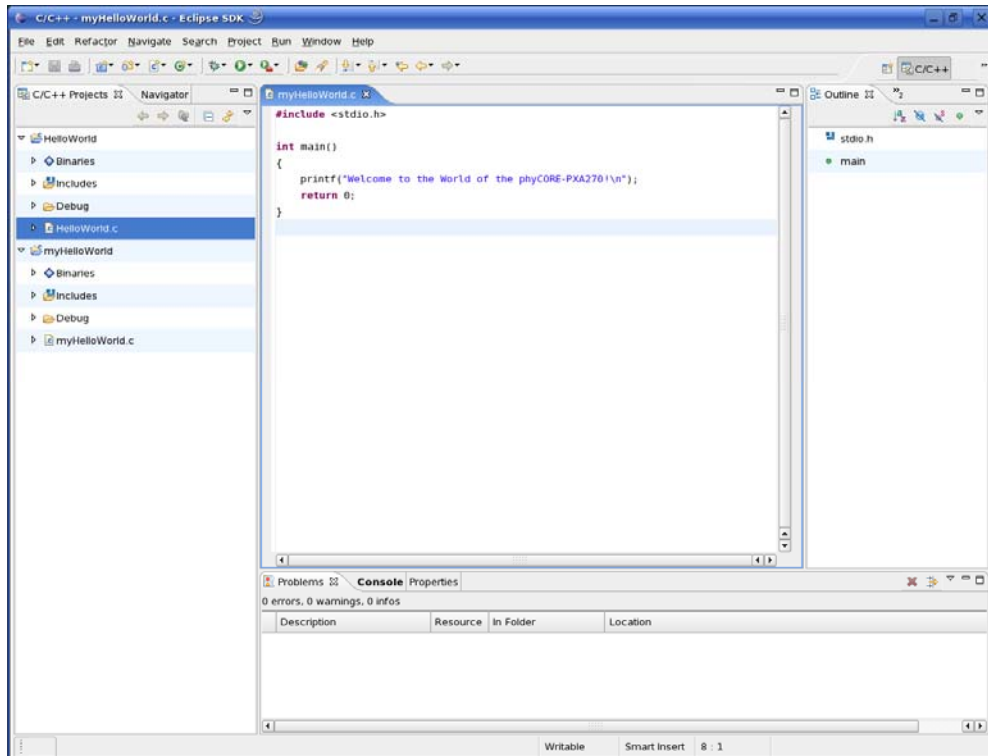 C/C++ - myHelloWorld.c - Eclipse SDK
File Edit Refactor Navigate Search Project Run Window Help
C/C++
C/C++ Projects Navigator
HelloWorld
Binaries
Includes
Debug
HelloWorld.c
myHelloWorld
Binaries
Includes
Debug
myHelloWorld.c
myHelloWorld.c
#include <stdio.h>
int main()
{
printf("Welcome to the World of the phyCORE-PXA270!\n");
return 0;
}
Outline »2
stdio.h
main
Problems Console Properties
0 errors, 0 warnings, 0 infos
Description Resource In Folder Location
Writable Smart Insert 8 : 1